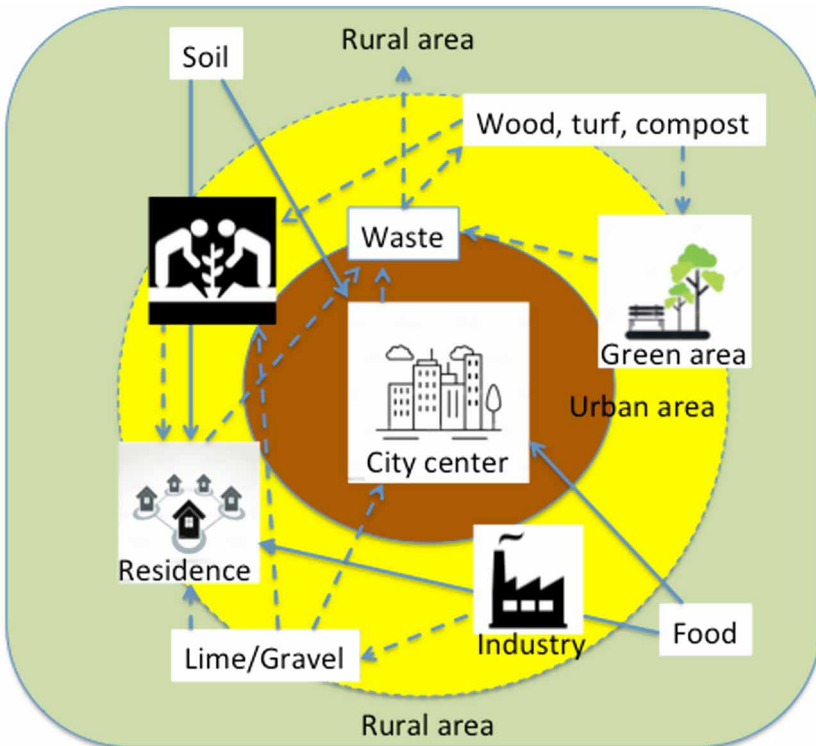 Rural area
Soil
Wood, turf, compost
Waste
Green area
Urban area
City center
Residence
Food
Industry
Lime/Gravel
Rural area